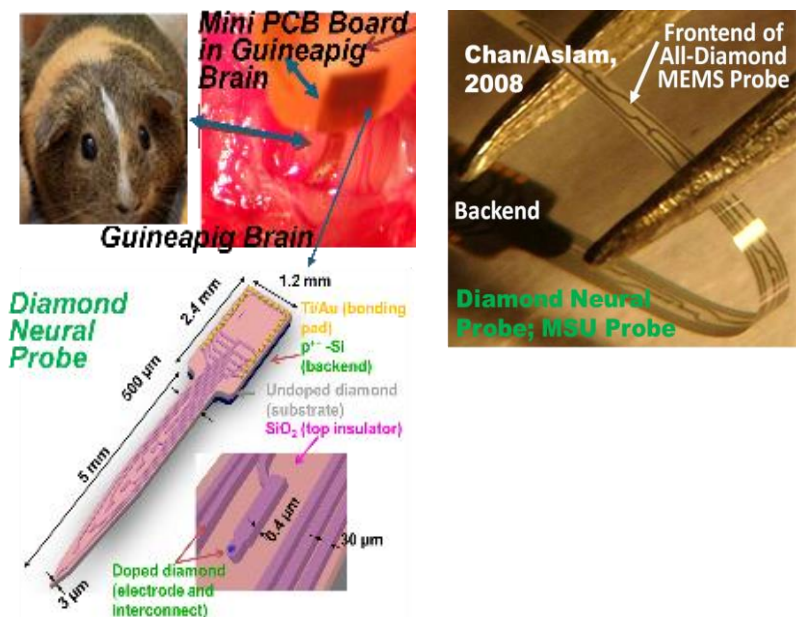 Mini PCB Board
in Guineapig
Brain
Guineapig Brain
Chan/Aslam,
2008
Frontend of
All-Diamond
MEMS Probe
Backend
Diamond Neural
Probe; MSU Probe
Diamond
Neural
Probe
1.2 mm
2.4 mm
Ti/Au (bonding
pad)
p⁺⁻ -Si
(backend)
500 µm
Undoped diamond
(substrate)
SiO₂ (top insulator)
5 mm
0.4 µm
30 µm
3 µm
Doped diamond
(electrode and
interconnect)